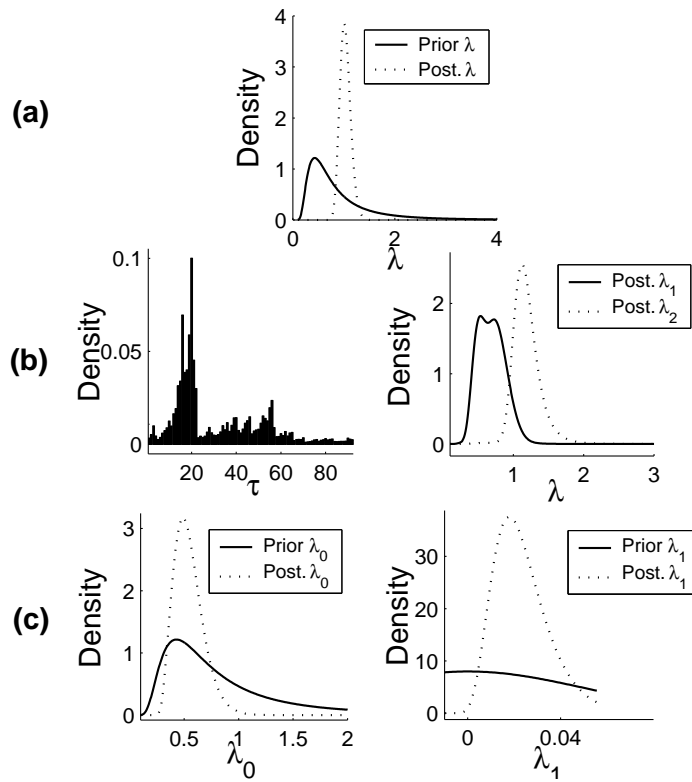 (a)
Density
4
3
2
1
0
0 2 4
λ
Prior λ
Post. λ
(b)
Density
0.1
0.05
0
20 40 60 80
τ
Density
2
1
0
1 2 3
λ
Post. λ₁
Post. λ₂
(c)
Density
3
2
1
0
0.5 1 1.5 2
λ₀
Prior λ₀
Post. λ₀
Density
30
20
10
0
0 0.04
λ₁
Prior λ₁
Post. λ₁